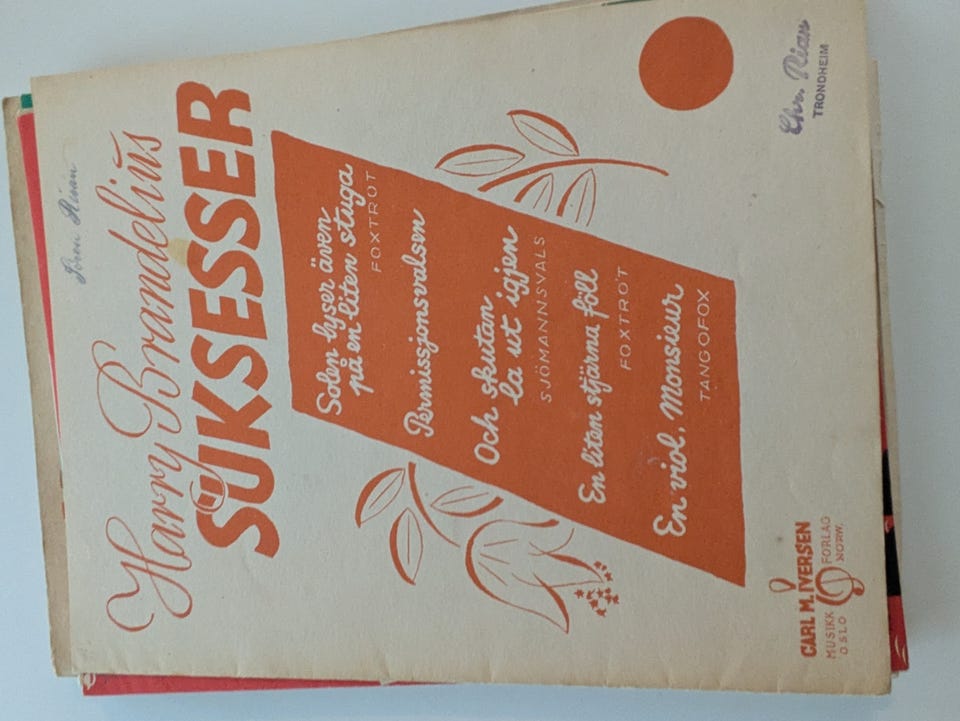 Harry Brandelius
SUKSESSER
Solen lyser även
på en liten stuga
FOXTROT
Permissjonsvalsen
Och skutan
la ut igjen
SJÖMANNSVALS
En liten stjärna föll
FOXTROT
En viol, Monsieur
TANGOFOX
CARL M. IVERSEN
MUSIKK FORLAG
OSLO NORW.
Chr. Rian
TRONDHEIM